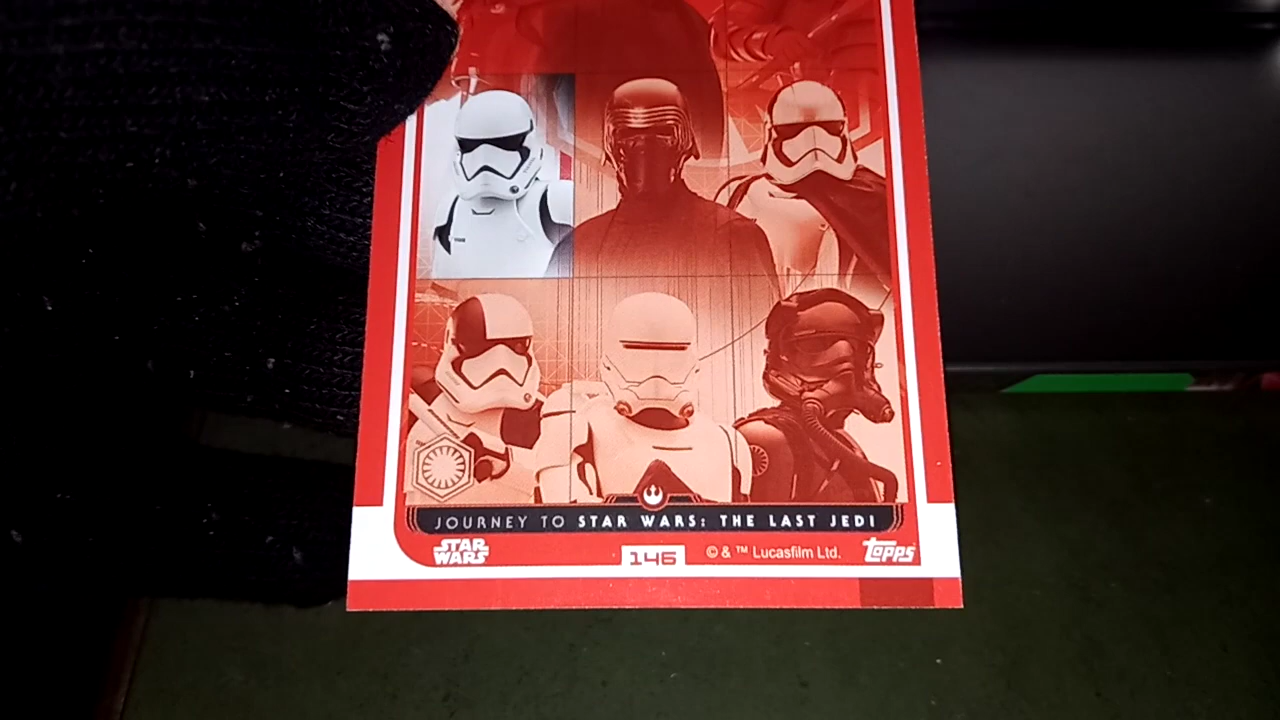 JOURNEY TO STAR WARS: THE LAST JEDI
STAR WARS
146
© & ™ Lucasfilm Ltd.
Topps